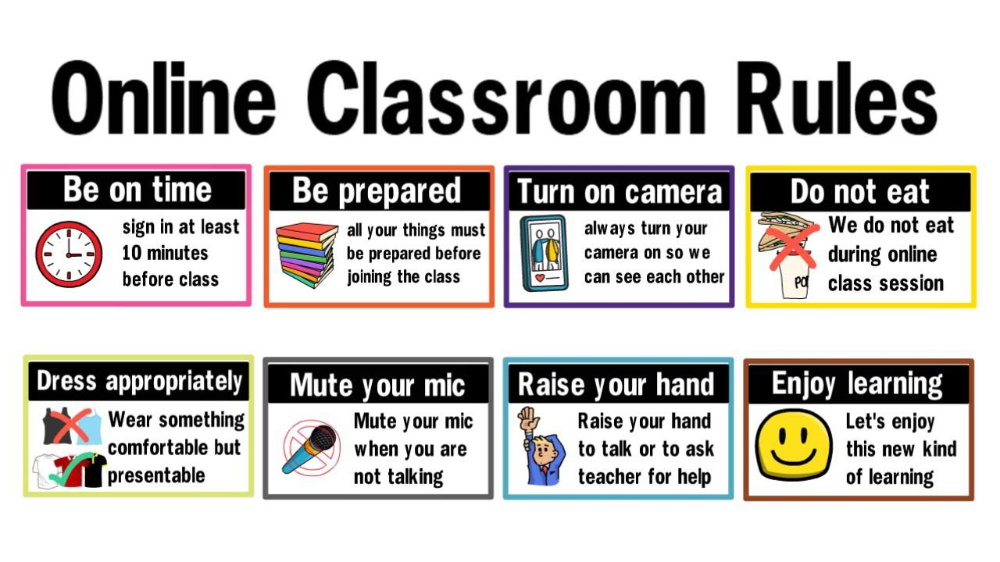 Online Classroom Rules
Be on time
sign in at least
10 minutes
before class
Be prepared
all your things must
be prepared before
joining the class
Turn on camera
always turn your
camera on so we
can see each other
Do not eat
We do not eat
during online
class session
PO
Dress appropriately
Wear something
comfortable but
presentable
Mute your mic
Mute your mic
when you are
not talking
Raise your hand
Raise your hand
to talk or to ask
teacher for help
Enjoy learning
Let's enjoy
this new kind
of learning